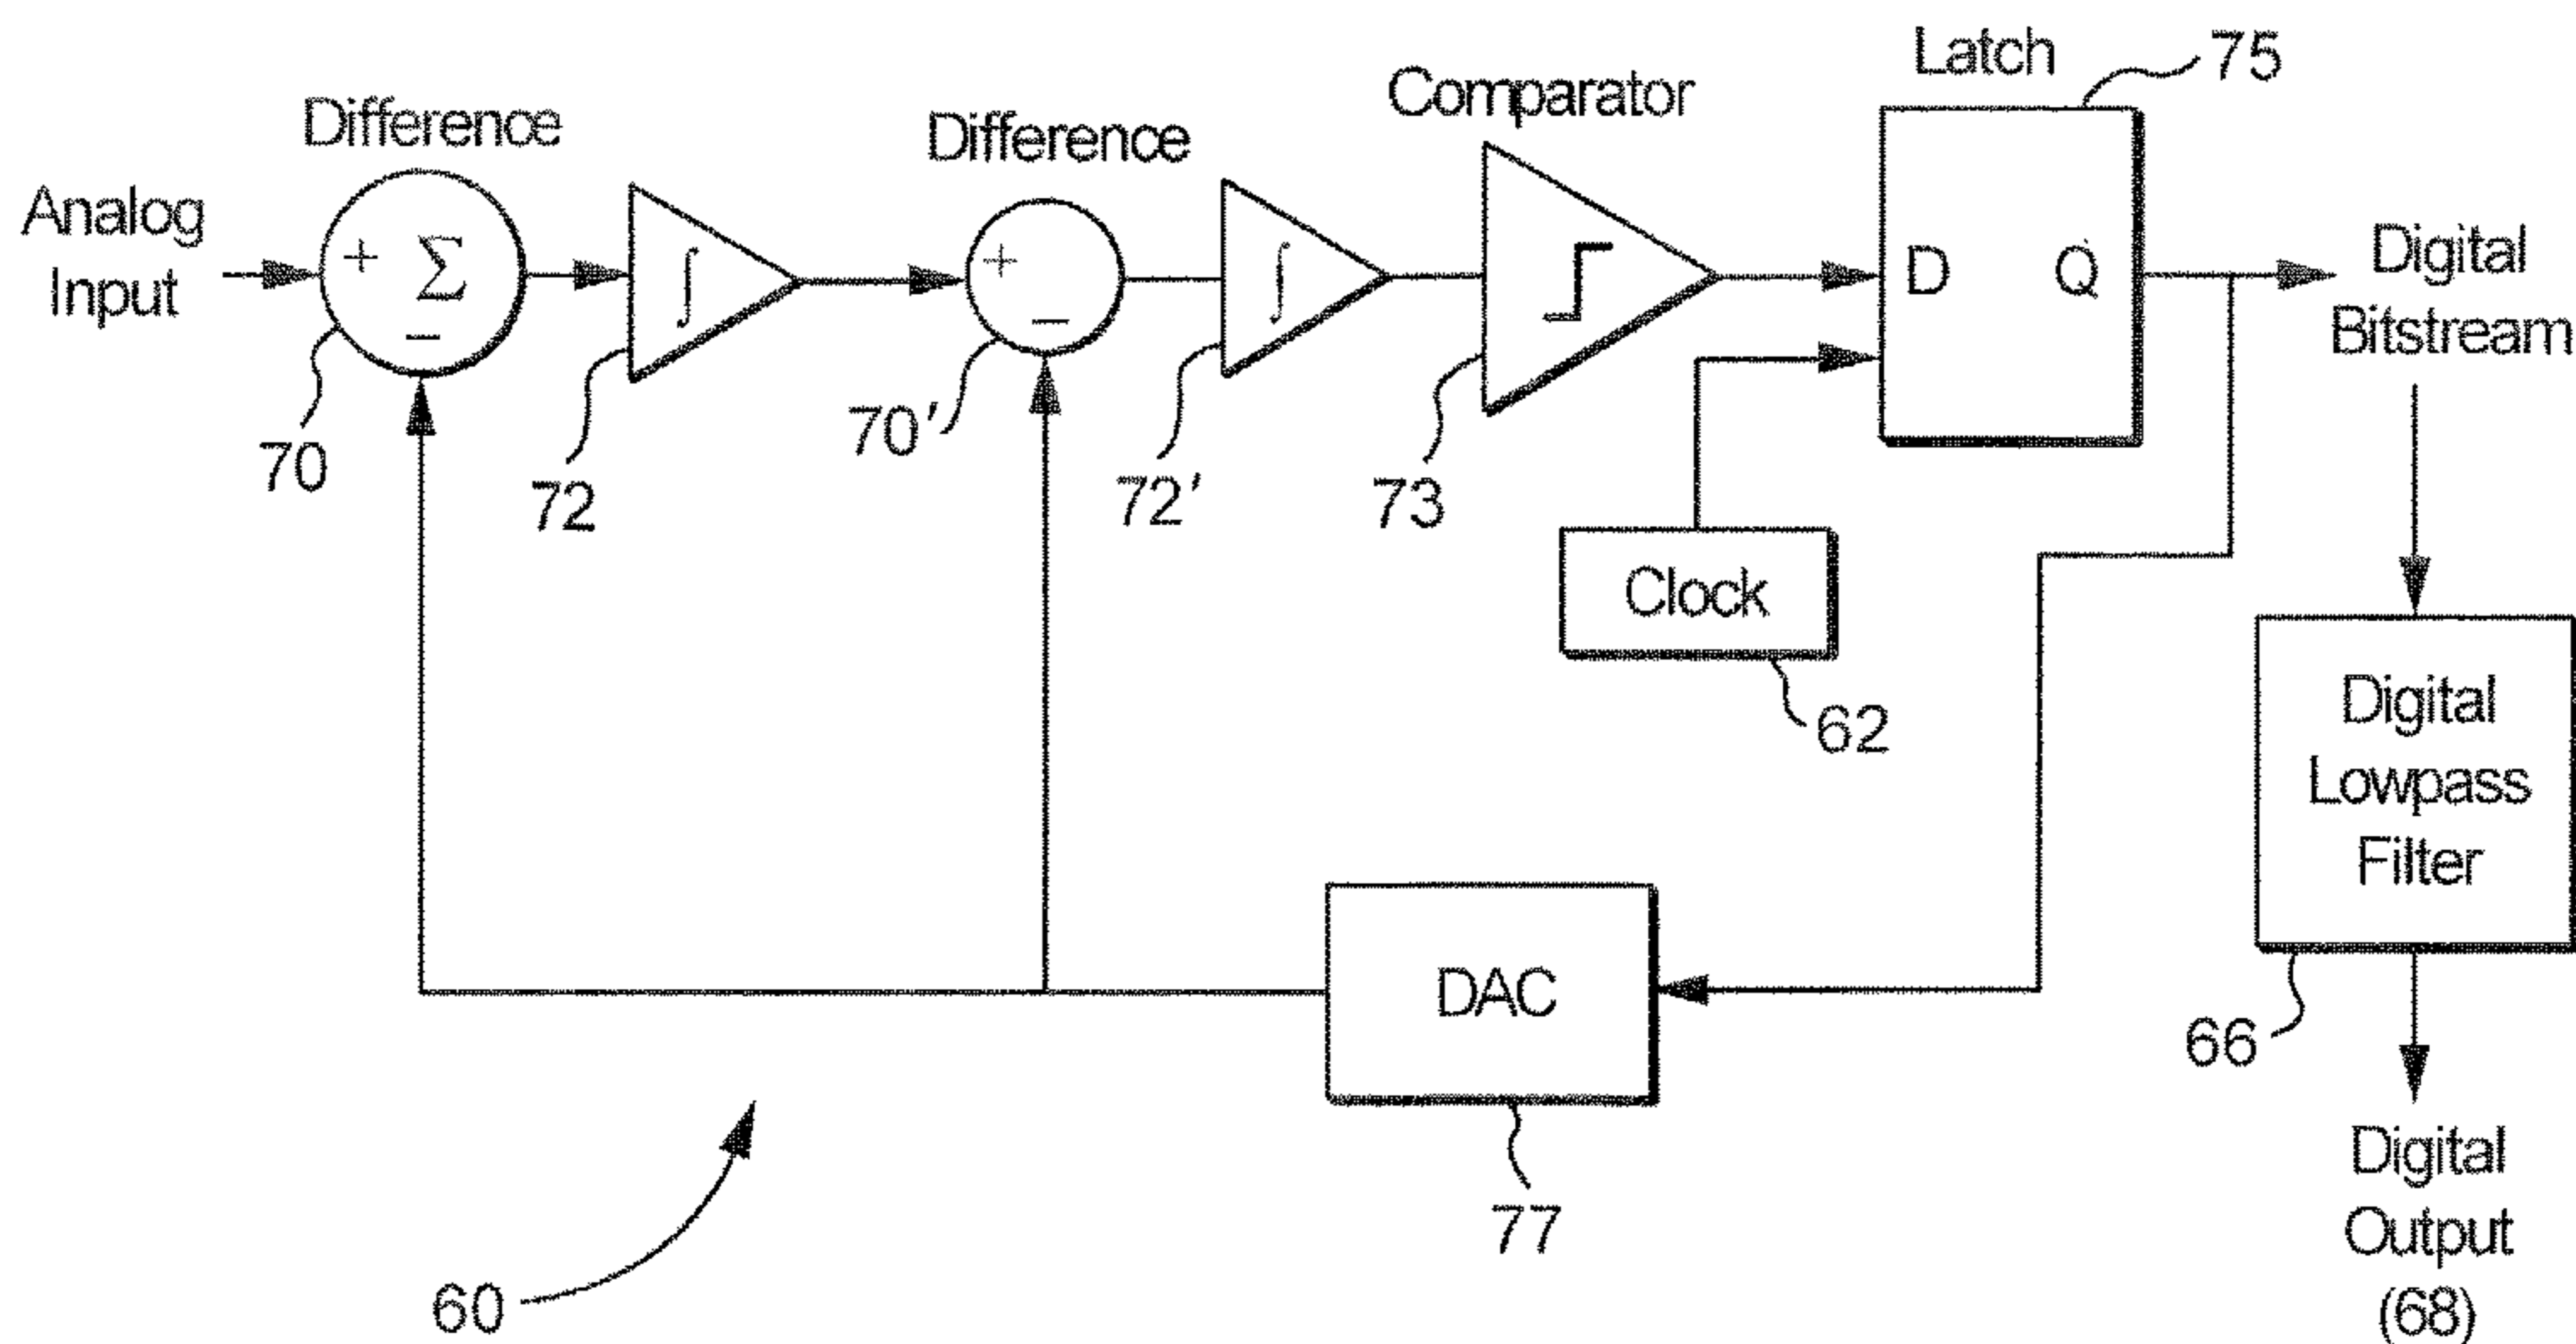 Latch
75
Comparator
Difference
Difference
Analog
Input
+
Σ
−
∫
+
−
∫
D
Q
Digital
Bitstream
70
72
70'
72'
73
Clock
62
Digital
Lowpass
Filter
DAC
66
77
60
Digital
Output
(68)